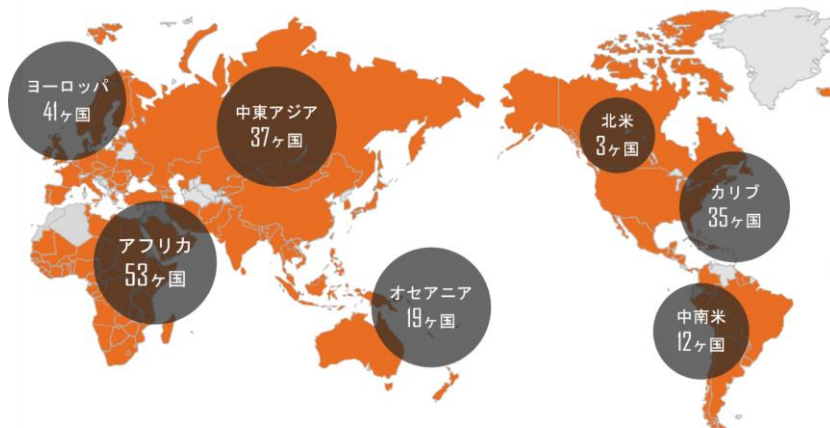 ヨーロッパ
41ヶ国
中東アジア
37ヶ国
北米
3ヶ国
カリブ
35ヶ国
アフリカ
53ヶ国
オセアニア
19ヶ国
中南米
12ヶ国